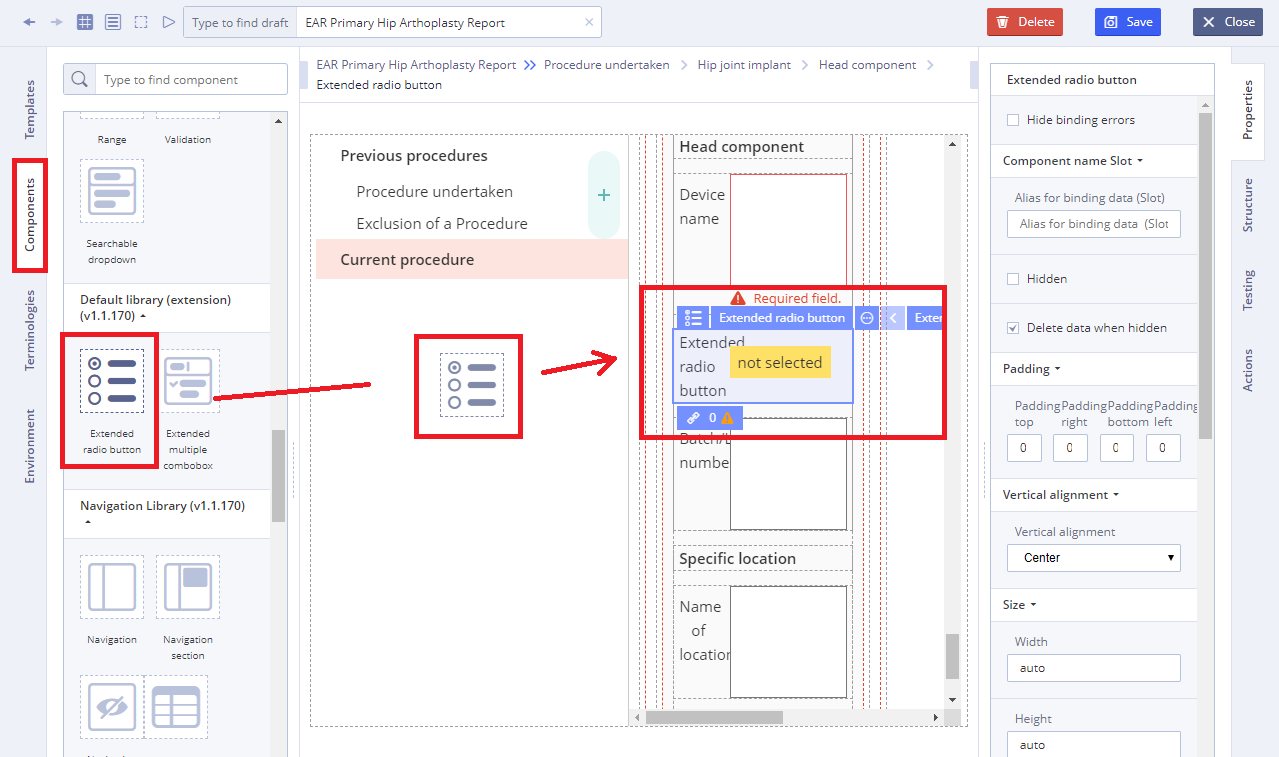 Type to find draft
EAR Primary Hip Arthoplasty Report
Delete
Save
Close
Templates
Components
Terminologies
Environment
Type to find component
Range
Validation
Searchable
dropdown
Default library (extension)
(v1.1.170)
Extended
radio button
Extended
multiple
combobox
Navigation Library (v1.1.170)
Navigation
Navigation
section
EAR Primary Hip Arthoplasty Report
Procedure undertaken
Hip joint implant
Head component
Extended radio button
Previous procedures
Procedure undertaken
Exclusion of a Procedure
+
Current procedure
Head component
Device
name
Required field.
Extended radio button
Exter
Extended
radio
button
not selected
0
numbe
Specific location
Name
of
location
Extended radio button
Hide binding errors
Component name Slot
Alias for binding data (Slot)
Alias for binding data (Slot
Hidden
Delete data when hidden
Padding
Padding
top
Padding
right
Padding
bottom
Padding
left
0
0
0
0
Vertical alignment
Vertical alignment
Center
Size
Width
auto
Height
auto
Properties
Structure
Testing
Actions